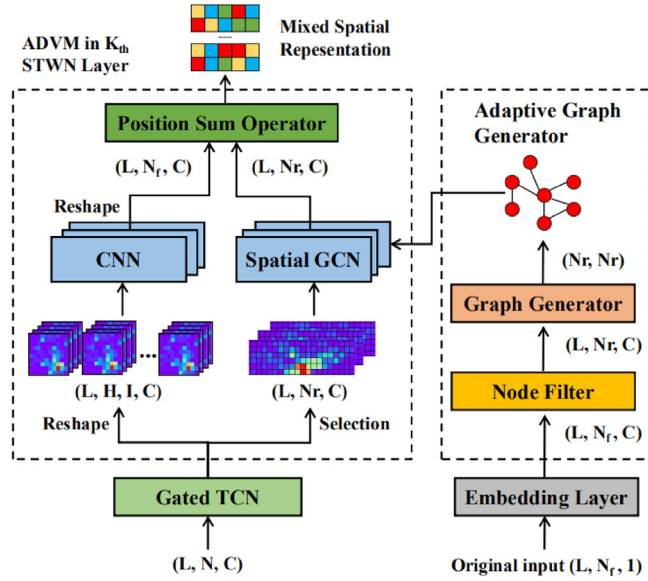 ADVM in Kth
STWN Layer
Mixed Spatial
Repesentation
......
Position Sum Operator
(L, Nf, C)
(L, Nr, C)
Reshape
CNN
Spatial GCN
...
(L, H, I, C)
(L, Nr, C)
Reshape
Selection
Gated TCN
(L, N, C)
Adaptive Graph
Generator
(Nr, Nr)
Graph Generator
(L, Nr, C)
Node Filter
(L, Nf, C)
Embedding Layer
Original input (L, Nf, 1)